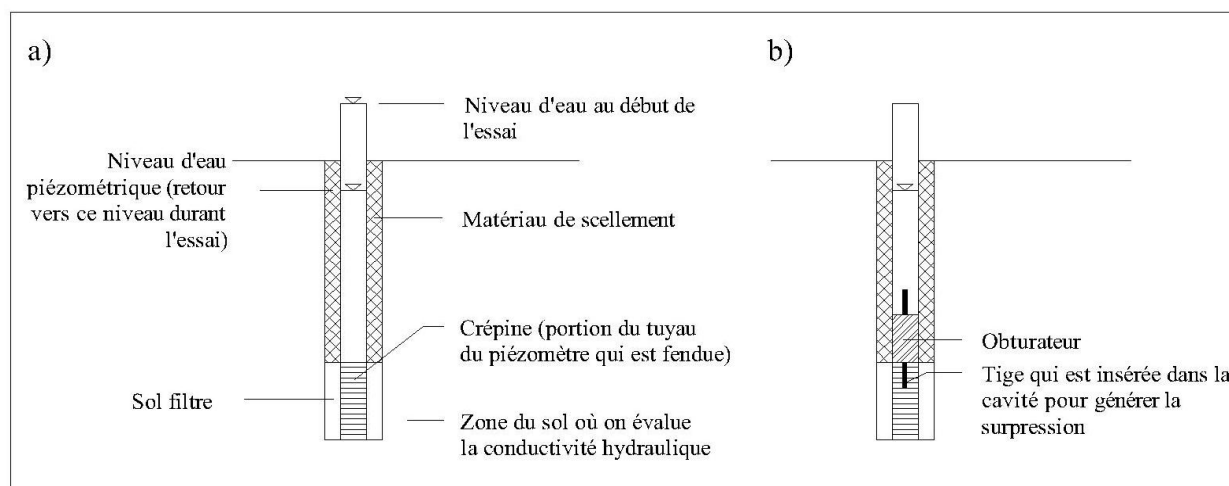 a)
Niveau d'eau au début de
l'essai
Niveau d'eau
piézométrique (retour
vers ce niveau durant
l'essai)
Matériau de scellement
Crépine (portion du tuyau
du piézomètre qui est fendue)
Sol filtre
Zone du sol où on évalue
la conductivité hydraulique
b)
Obturateur
Tige qui est insérée dans la
cavité pour générer la
surpression